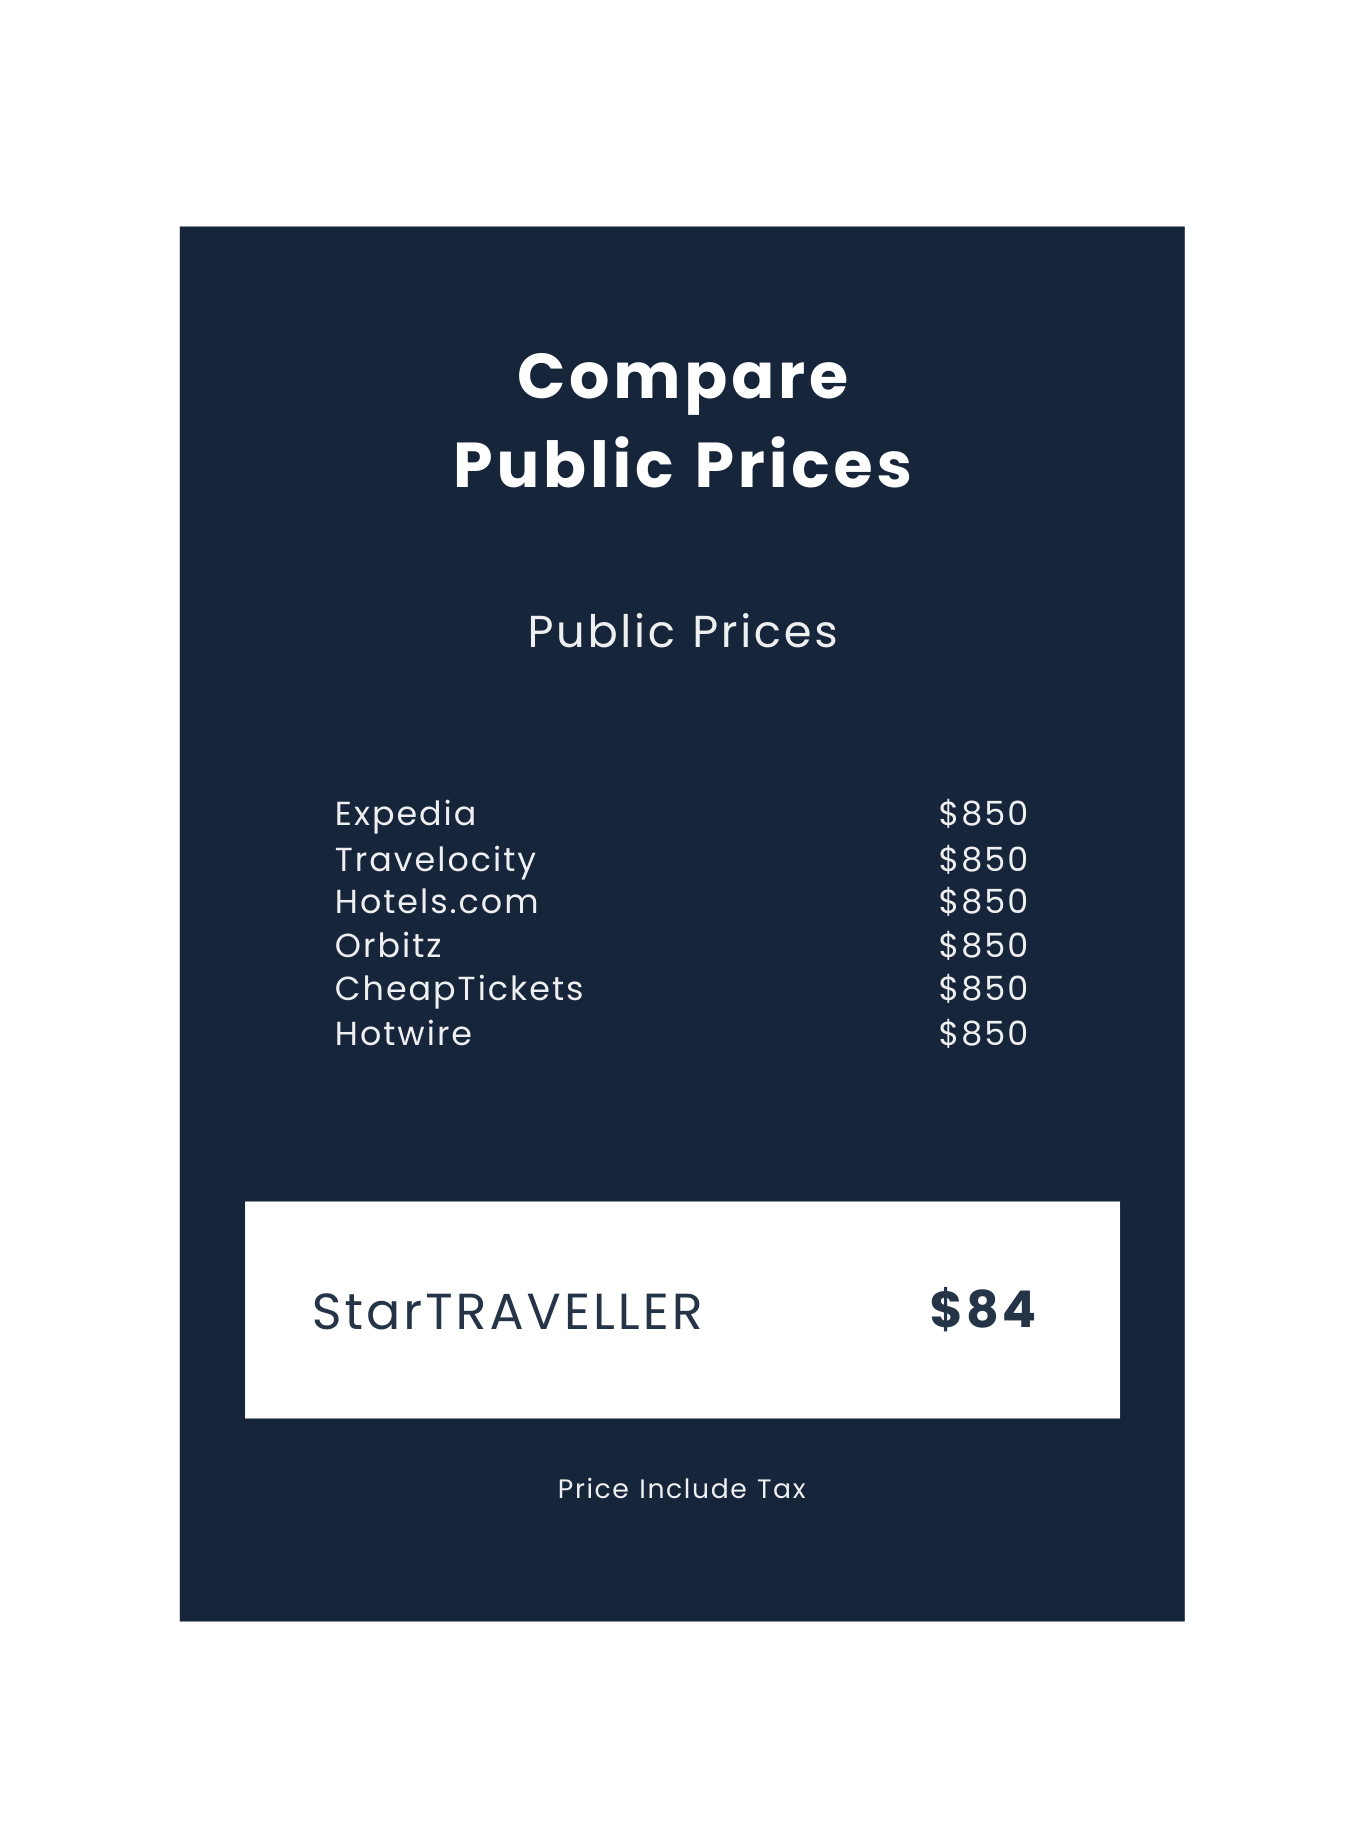 Compare
Public Prices
Public Prices
Expedia $850
Travelocity $850
Hotels.com $850
Orbitz $850
CheapTickets $850
Hotwire $850
StarTRAVELLER $84
Price Include Tax